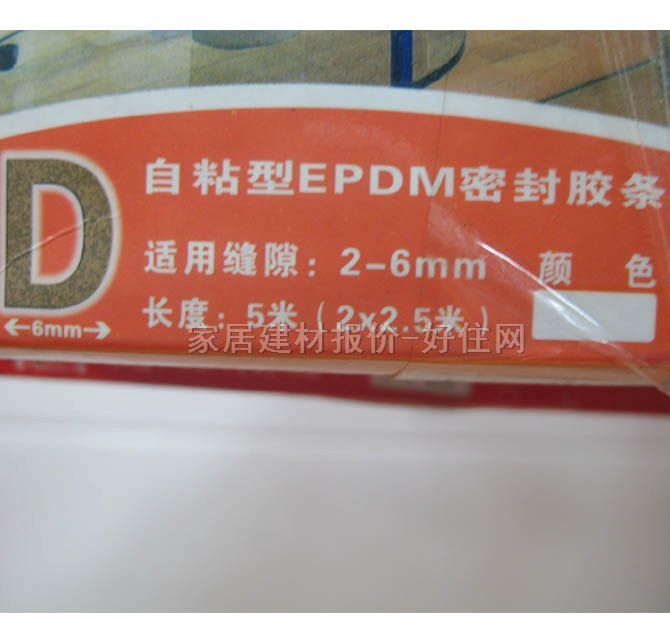 D
←6mm→
自粘型EPDM密封胶条
适用缝隙：2-6mm 颜 色
长度：5米（2x2.5米）
家居建材报价-好住网